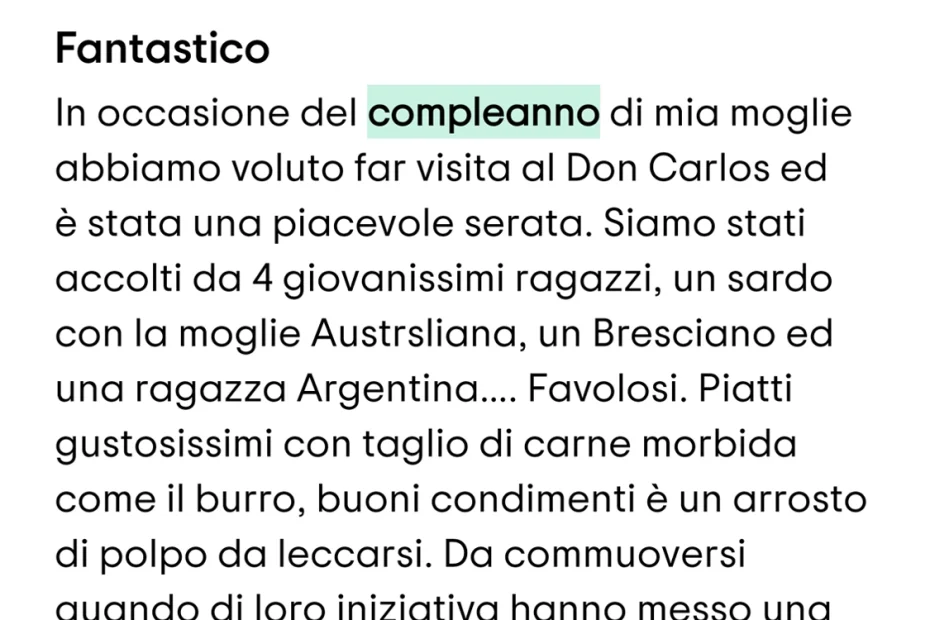 Fantastico
In occasione del compleanno di mia moglie
abbiamo voluto far visita al Don Carlos ed
è stata una piacevole serata. Siamo stati
accolti da 4 giovanissimi ragazzi, un sardo
con la moglie Austrsliana, un Bresciano ed
una ragazza Argentina.... Favolosi. Piatti
gustosissimi con taglio di carne morbida
come il burro, buoni condimenti è un arrosto
di polpo da leccarsi. Da commuoversi
quando di loro iniziativa hanno messo una